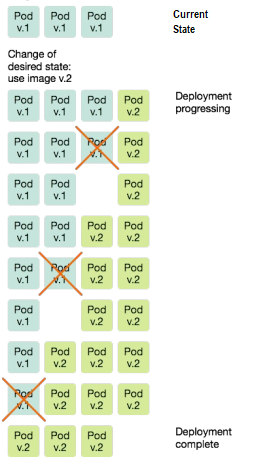 Pod Pod Pod Current
v.1 v.1 v.1 State
Change of
desired state:
use image v.2
Pod Pod Pod Pod Deployment
v.1 v.1 v.1 v.2 progressing
Pod Pod Pod Pod
v.1 v.1 v.1 v.2
Pod Pod Pod
v.1 v.1 v.2
Pod Pod Pod Pod
v.1 v.1 v.2 v.2
Pod Pod Pod Pod
v.1 v.1 v.2 v.2
Pod Pod Pod
v.1 v.2 v.2
Pod Pod Pod Pod
v.1 v.2 v.2 v.2
Pod Pod Pod Pod
v.1 v.2 v.2 v.2
Pod Pod Pod Deployment
v.2 v.2 v.2 complete